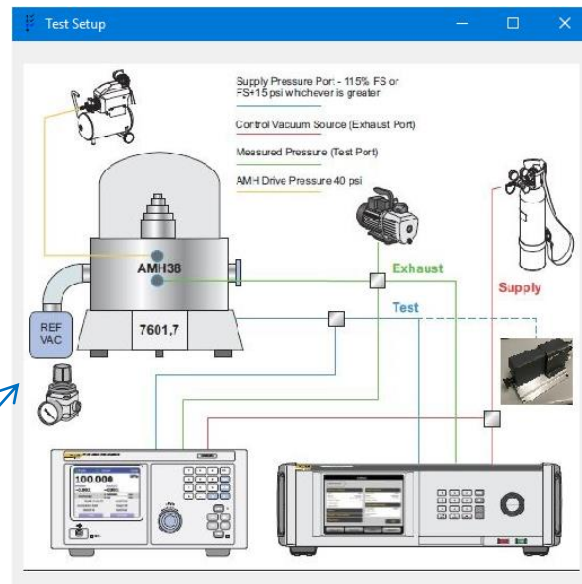 Test Setup
Supply Pressure Port - 115% FS or
FS+15 psi whichever is greater
Control Vacuum Source (Exhaust Port)
Measured Pressure (Test Port)
AMH Drive Pressure 40 psi
AMH38
Exhaust
Supply
Test
REF
VAC
7601,7
100.000